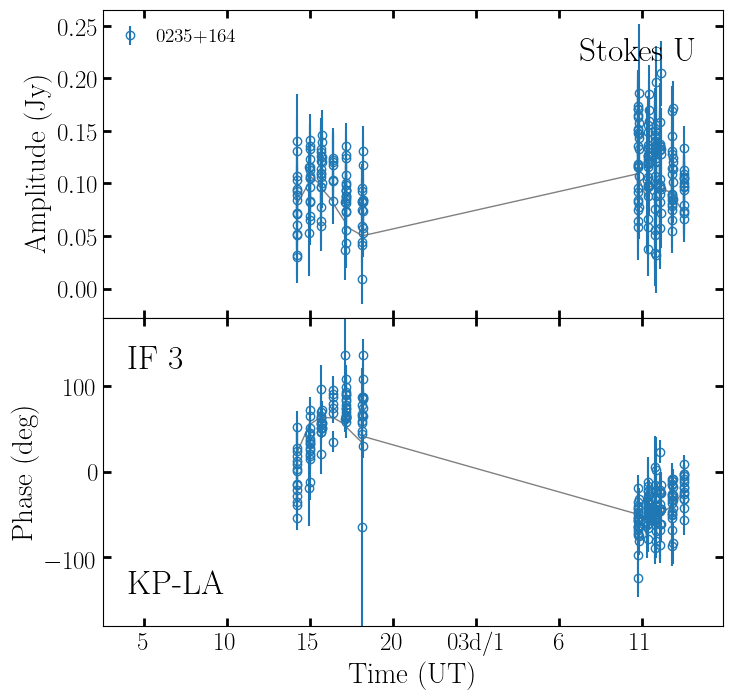 0235+164
Stokes U
0.25
0.20
0.15
0.10
0.05
0.00
Amplitude (Jy)
IF 3
100
0
−100
Phase (deg)
KP-LA
5 10 15 20 03d/1 6 11
Time (UT)